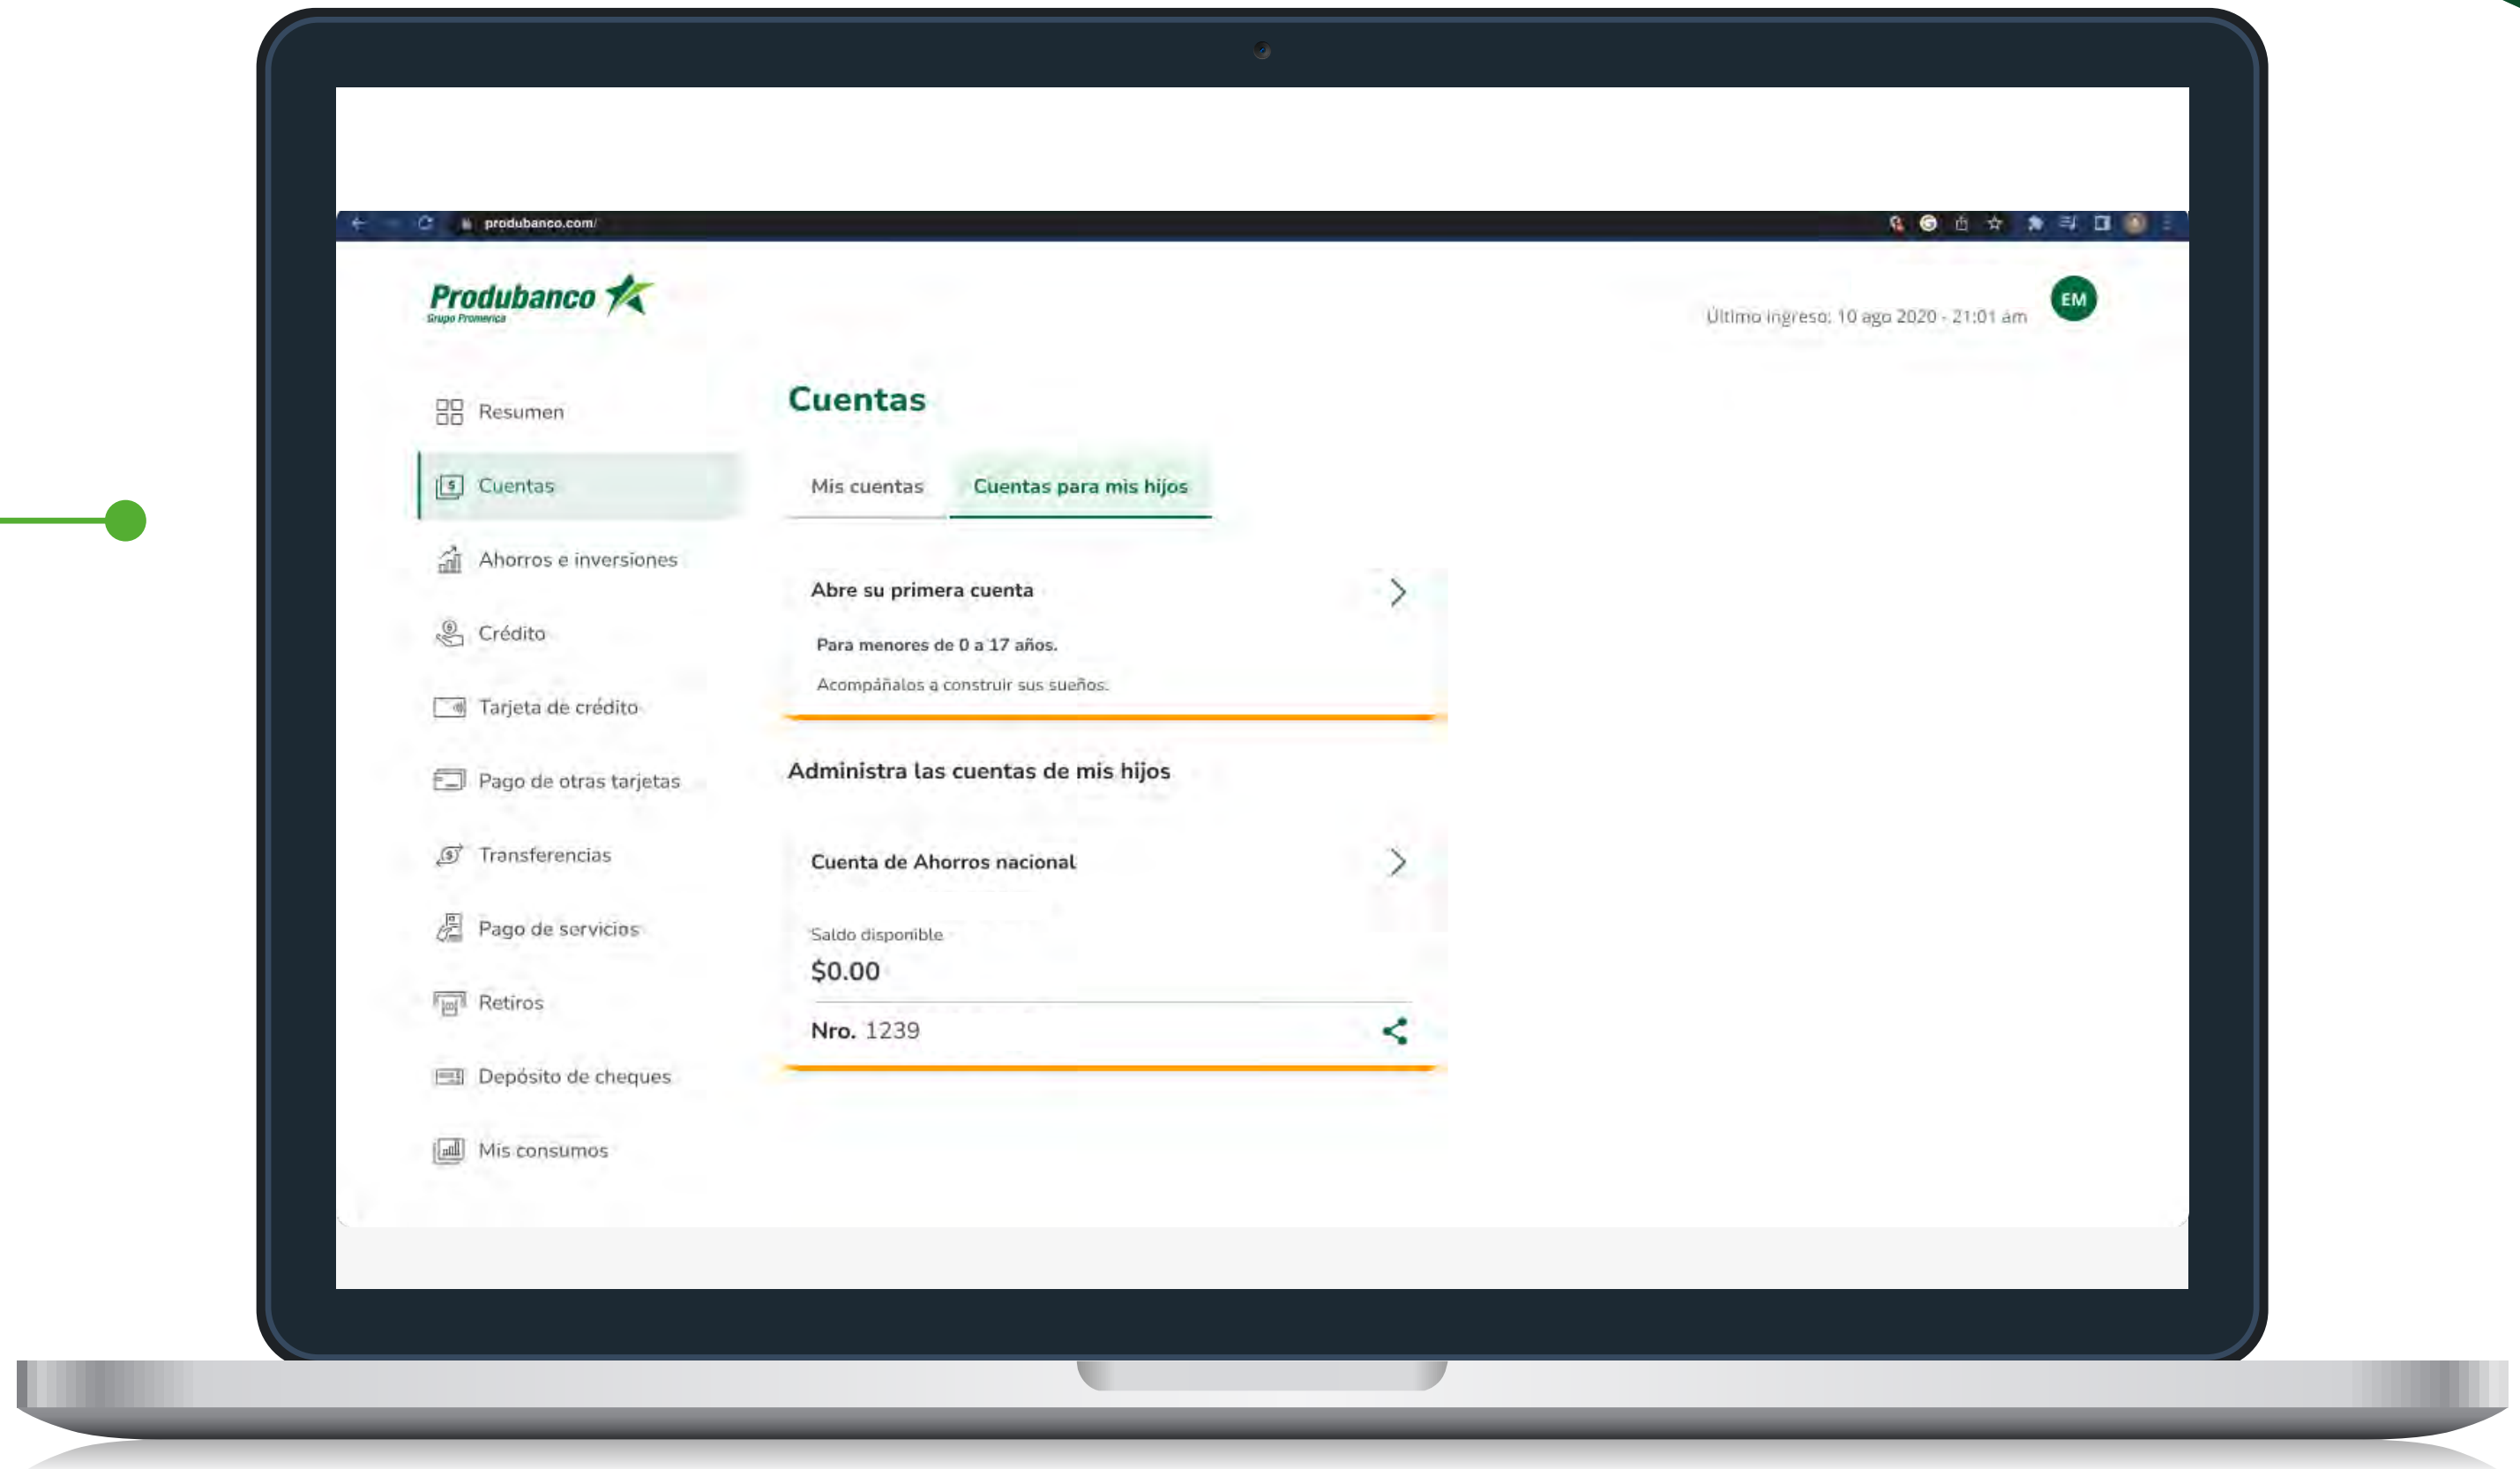 produbanco.com/
Produbanco
Grupo Promerica
Último ingreso: 10 ago 2020 - 21:01 am
EM
Resumen
Cuentas
Ahorros e inversiones
Crédito
Tarjeta de crédito
Pago de otras tarjetas
Transferencias
Pago de servicios
Retiros
Depósito de cheques
Mis consumos
Cuentas
Mis cuentas
Cuentas para mis hijos
Abre su primera cuenta
Para menores de 0 a 17 años.
Acompáñalos a construir sus sueños.
Administra las cuentas de mis hijos
Cuenta de Ahorros nacional
Saldo disponible
$0.00
Nro. 1239